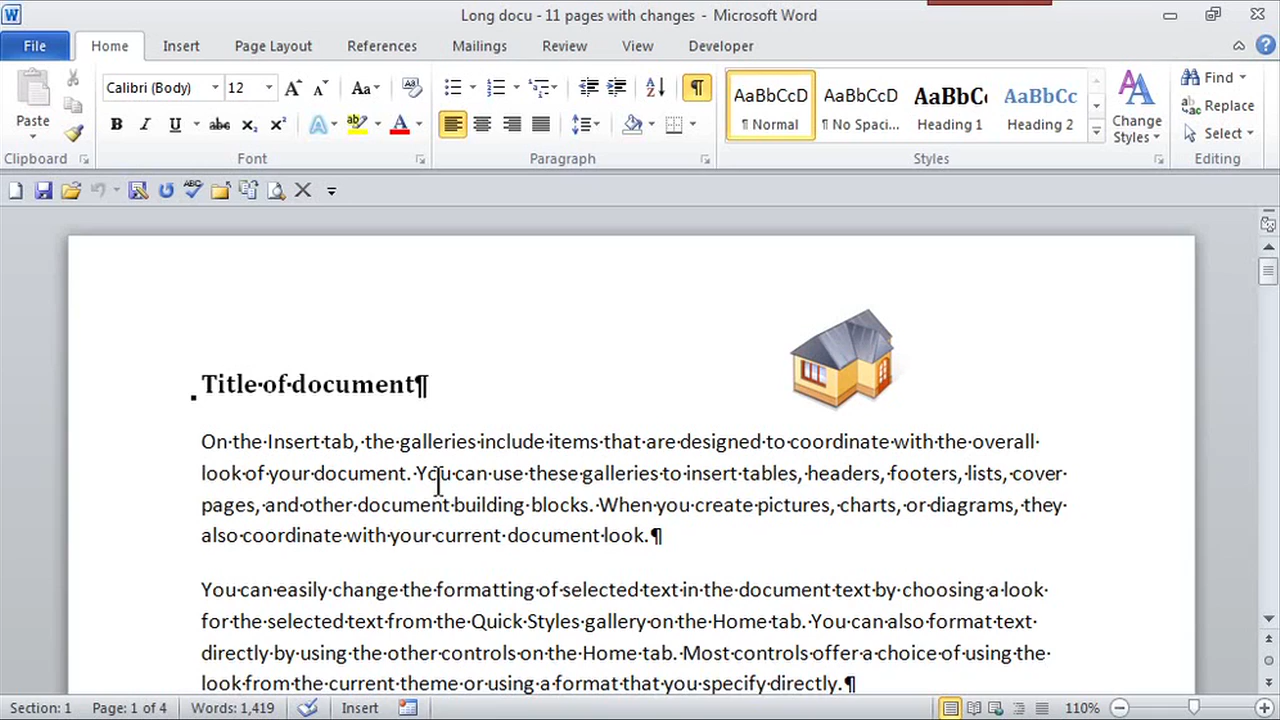 Long docu - 11 pages with changes - Microsoft Word
File Home Insert Page Layout References Mailings Review View Developer
Calibri (Body) 12 Aa
Paste
B I U abc x₂ x² A ab A
AaBbCcD AaBbCcD AaBbCc AaBbCc
¶ Normal ¶ No Spaci... Heading 1 Heading 2
Change Styles
Find
Replace
Select
Clipboard Font Paragraph Styles Editing
Title·of·document¶
On·the·Insert·tab,·the·galleries·include·items·that·are·designed·to·coordinate·with·the·overall·
look·of·your·document.·You·can·use·these·galleries·to·insert·tables,·headers,·footers,·lists,·cover·
pages,·and·other·document·building·blocks.·When·you·create·pictures,·charts,·or·diagrams,·they·
also·coordinate·with·your·current·document·look.¶
You·can·easily·change·the·formatting·of·selected·text·in·the·document·text·by·choosing·a·look·
for·the·selected·text·from·the·Quick·Styles·gallery·on·the·Home·tab.·You·can·also·format·text·
directly·by·using·the·other·controls·on·the·Home·tab.·Most·controls·offer·a·choice·of·using·the·
look·from·the·current·theme·or·using·a·format·that·you·specify·directly.¶
Section: 1 Page: 1 of 4 Words: 1,419 Insert 110%